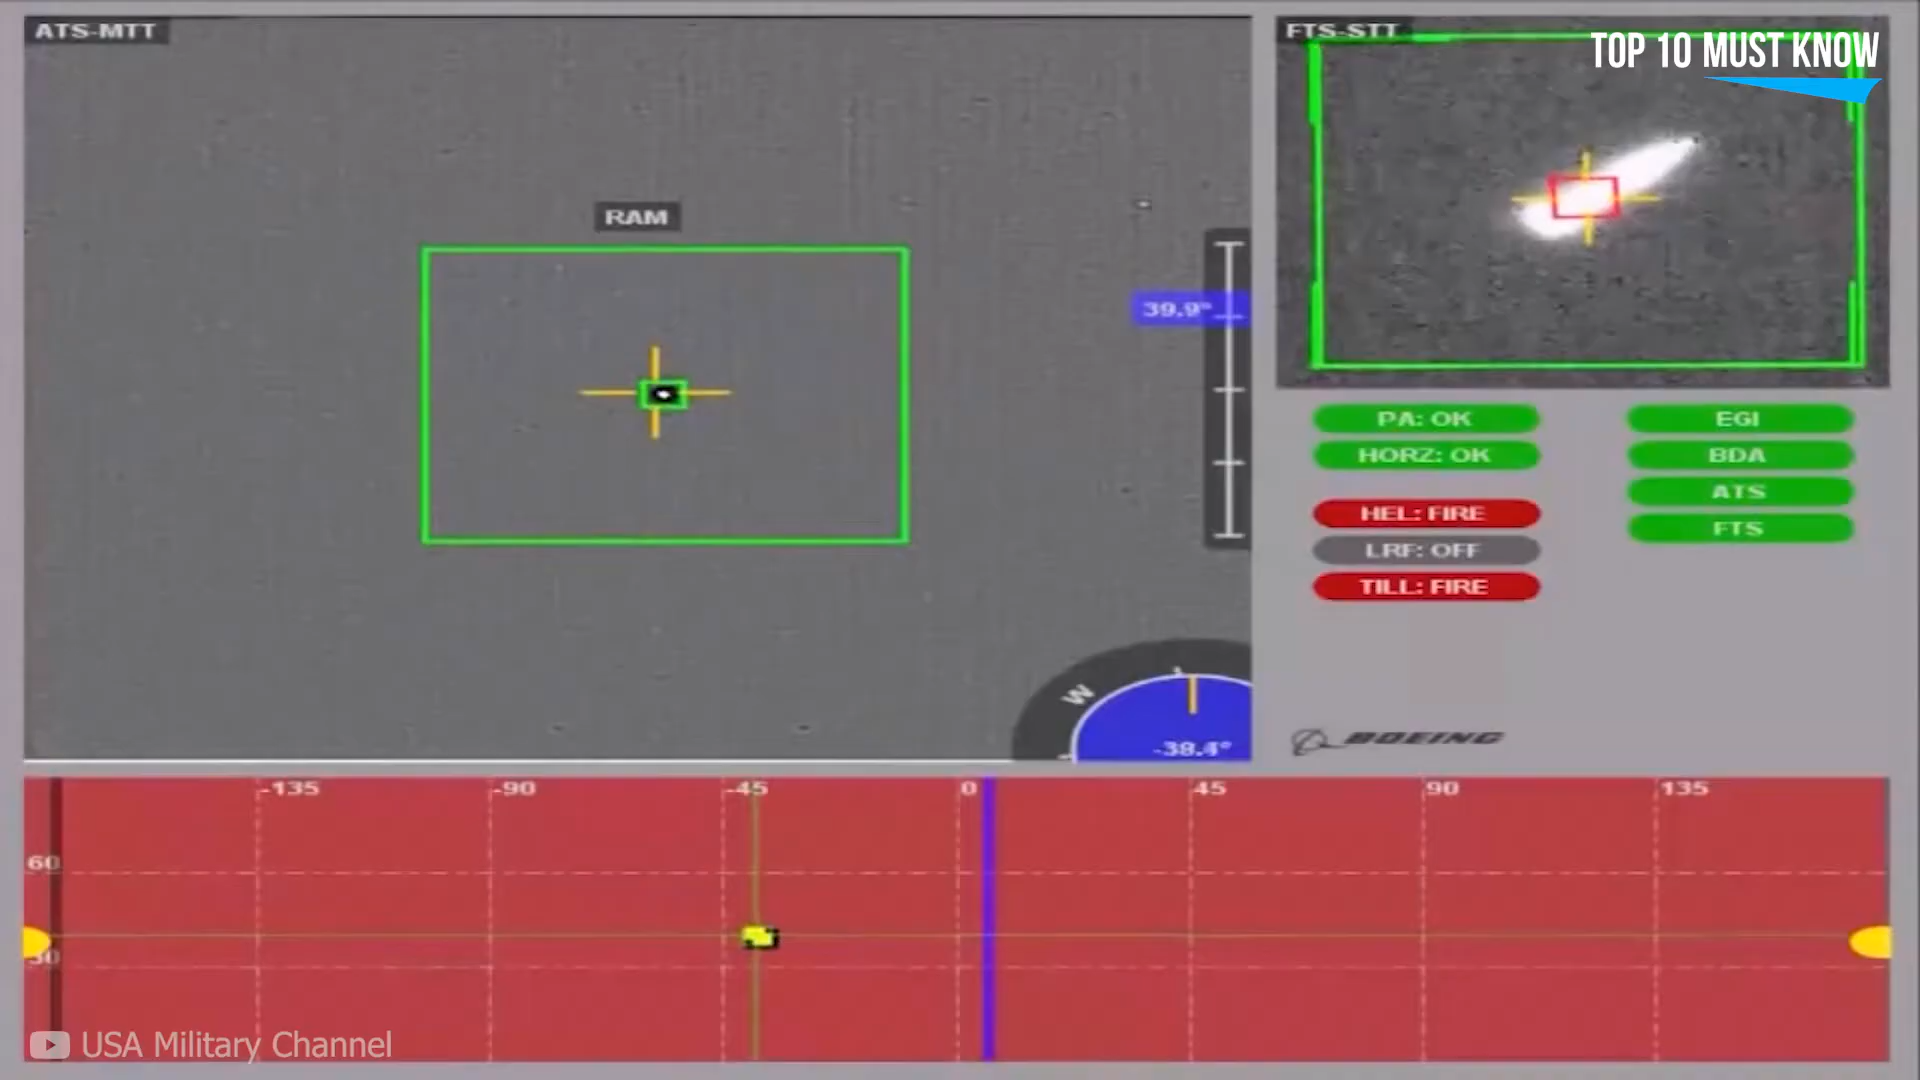 ATS-MTT
FTS-STT
TOP 10 MUST KNOW
RAM
39.9°
PA: OK
EGI
HORZ: OK
BDA
ATS
HEL: FIRE
FTS
LRF: OFF
TILL: FIRE
W
-38.4°
BOEING
-135
-90
-45
0
45
90
135
60
30
USA Military Channel